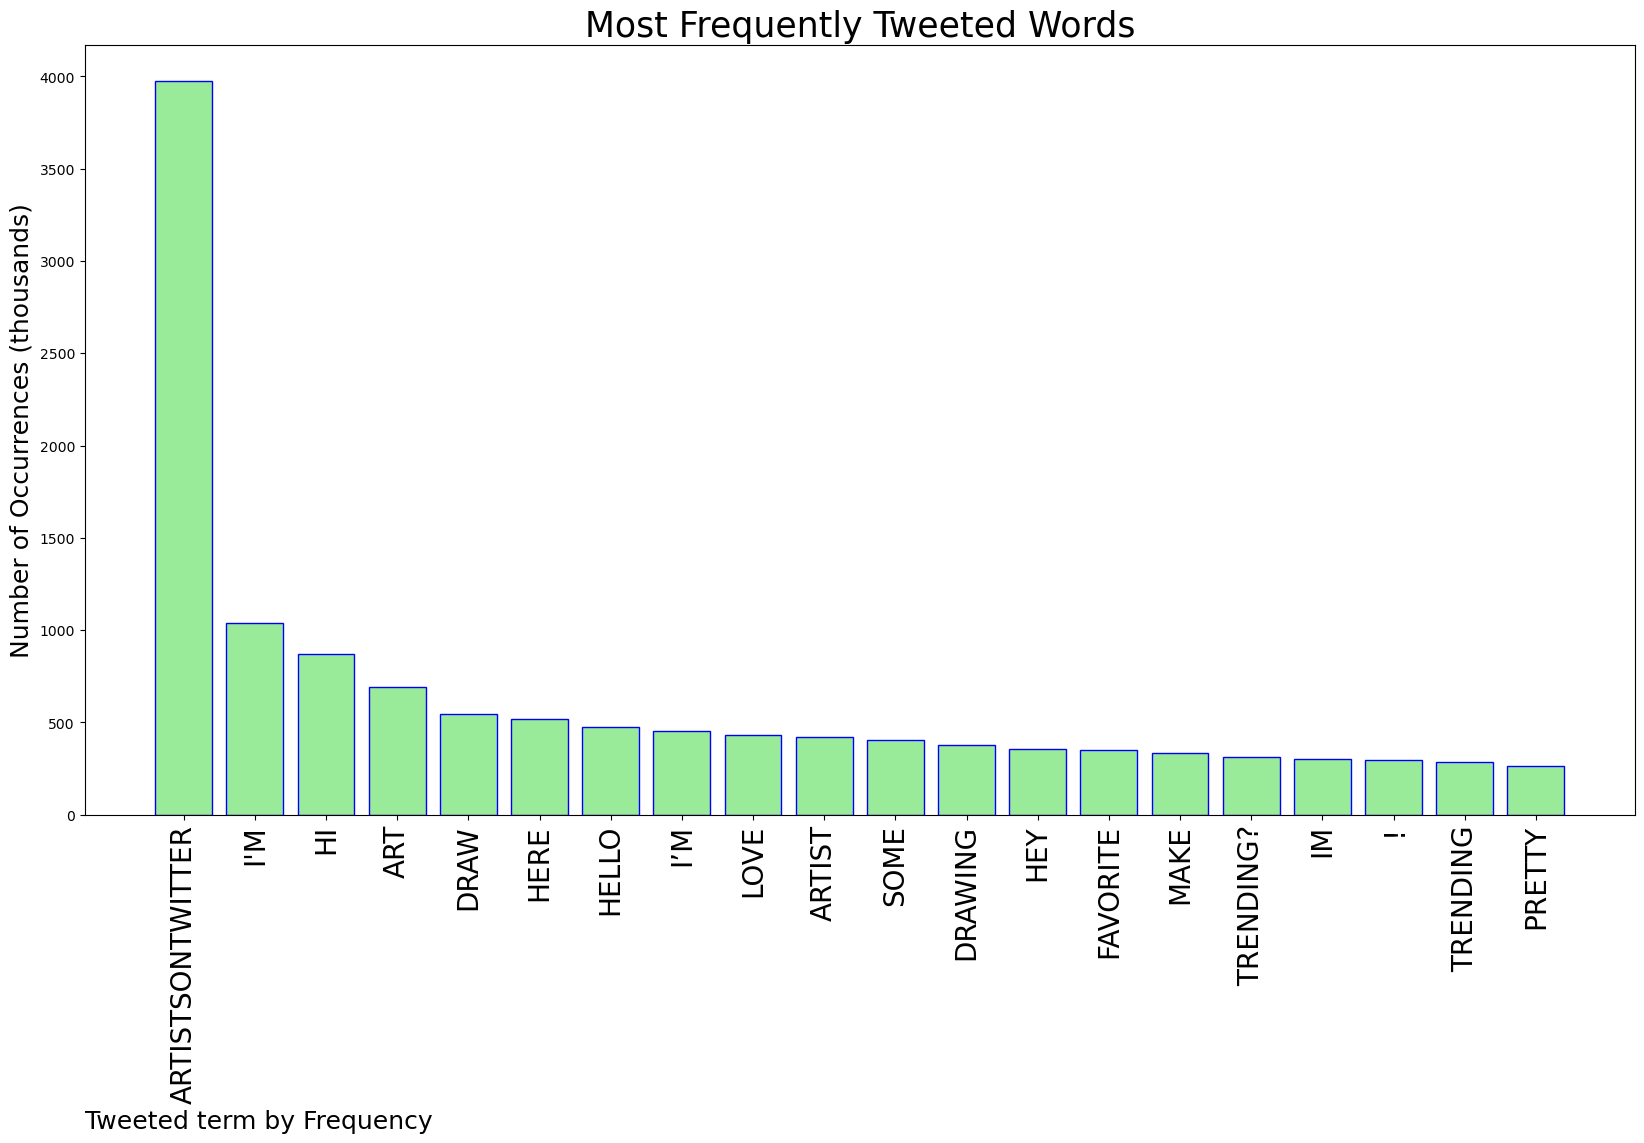 Most Frequently Tweeted Words
Number of Occurrences (thousands)
4000
3500
3000
2500
2000
1500
1000
500
0
ARTISTSONTWITTER
I'M
HI
ART
DRAW
HERE
HELLO
I’M
LOVE
ARTIST
SOME
DRAWING
HEY
FAVORITE
MAKE
TRENDING?
IM
!
TRENDING
PRETTY
Tweeted term by Frequency